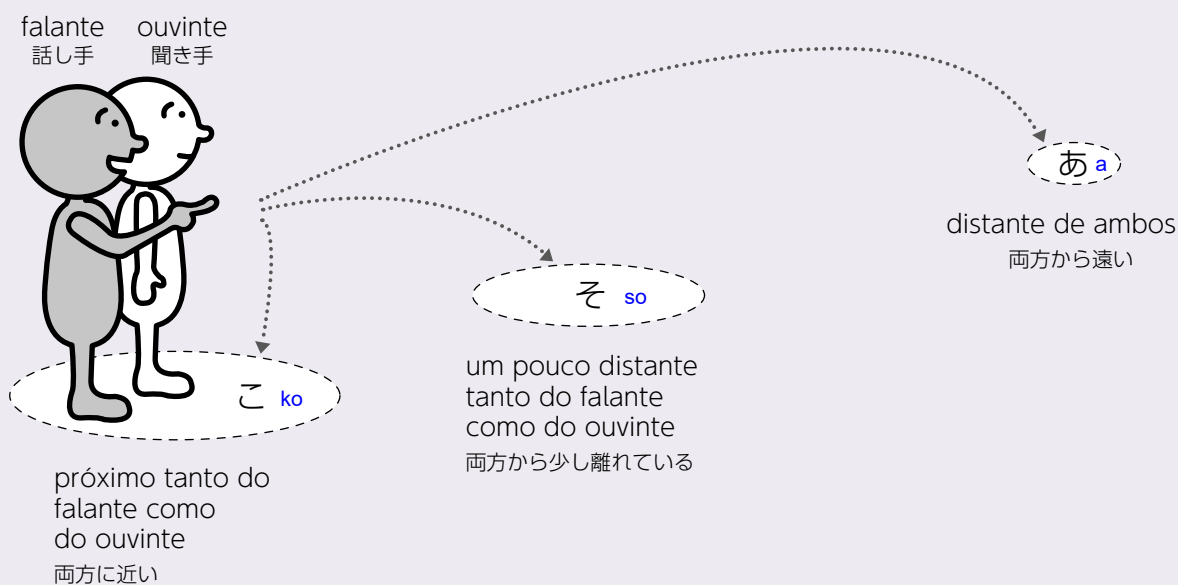 falante
話し手
ouvinte
聞き手
あ a
distante de ambos
両方から遠い
そ so
um pouco distante
tanto do falante
como do ouvinte
両方から少し離れている
こ ko
próximo tanto do
falante como
do ouvinte
両方に近い